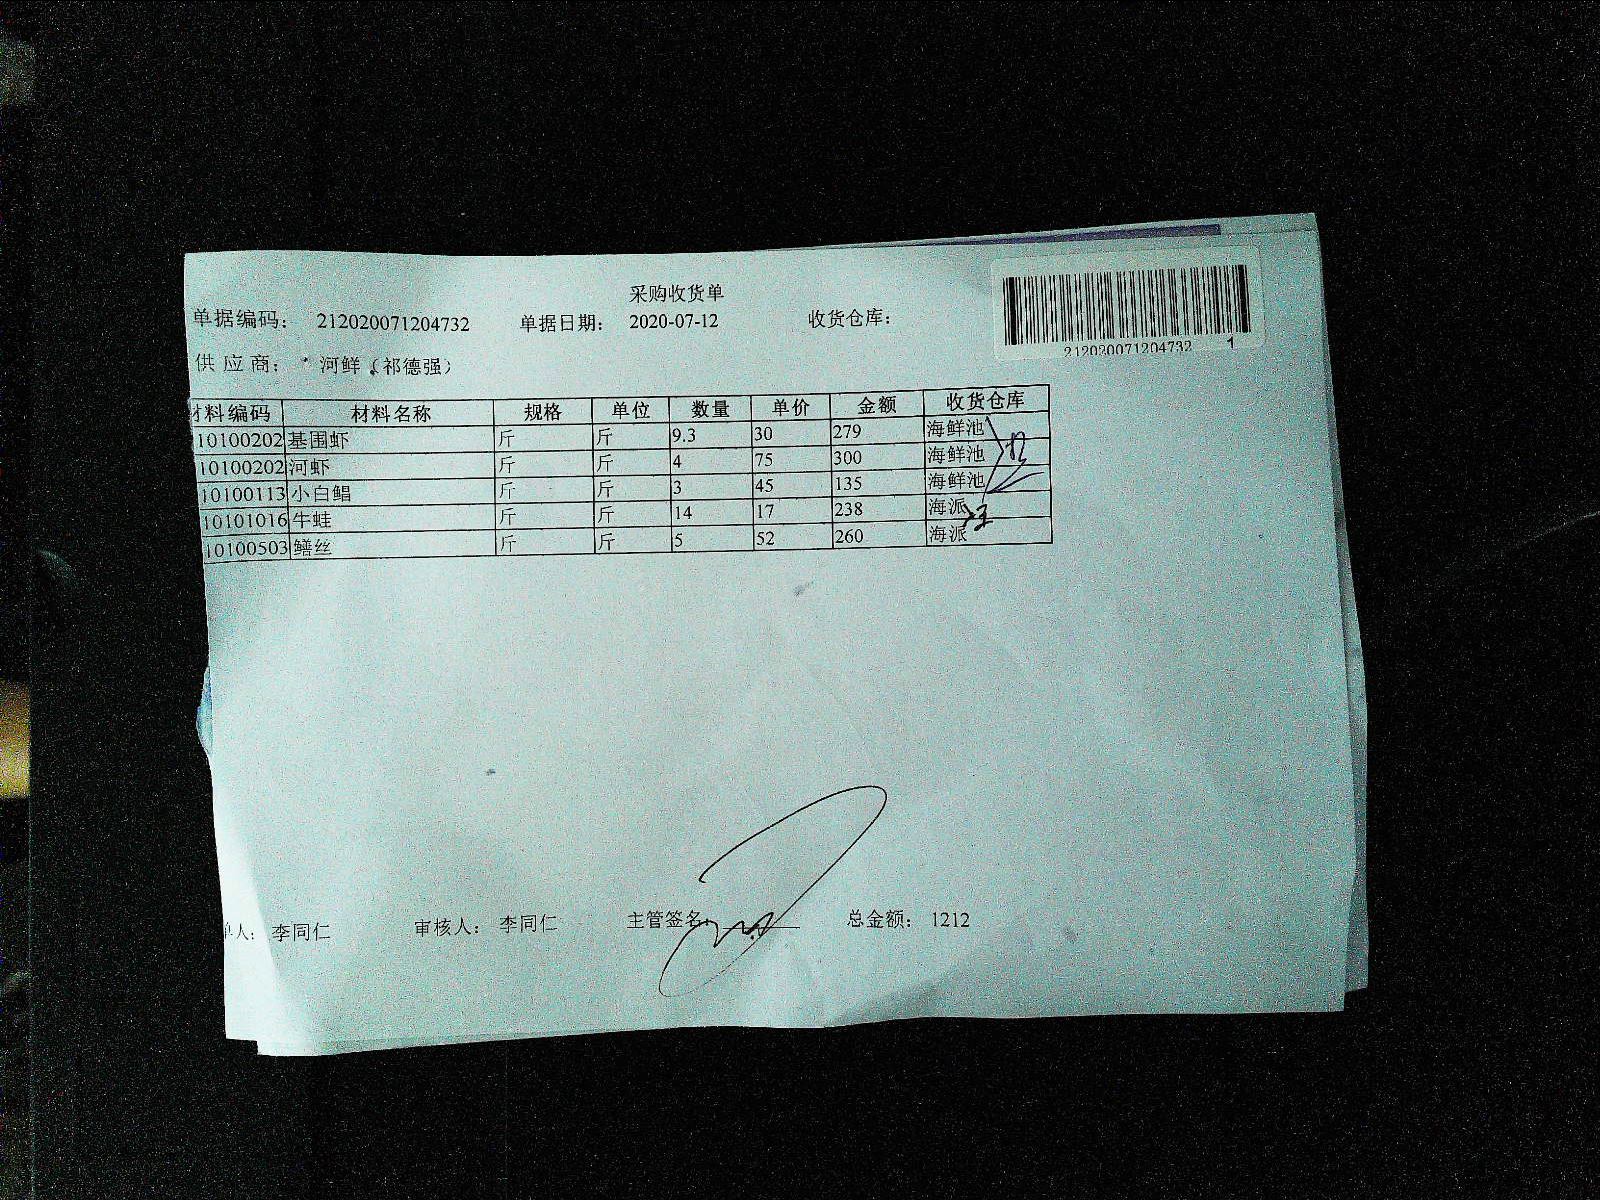 采购收货单
单据编码: 212020071204732 单据日期: 2020-07-12 收货仓库:
212020071204732 1
供应商: 河鲜(祁德强)
材料编码 材料名称 规格 单位 数量 单价 金额 收货仓库
10100202 基围虾 斤 斤 9.3 30 279 海鲜池
10100202 河虾 斤 斤 4 75 300 海鲜池
10100113 小白鲳 斤 斤 3 45 135 海鲜池
10101016 牛蛙 斤 斤 14 17 238 海派
10100503 鳝丝 斤 斤 5 52 260 海派
单人: 李同仁 审核人: 李同仁 主管签名: 总金额: 1212